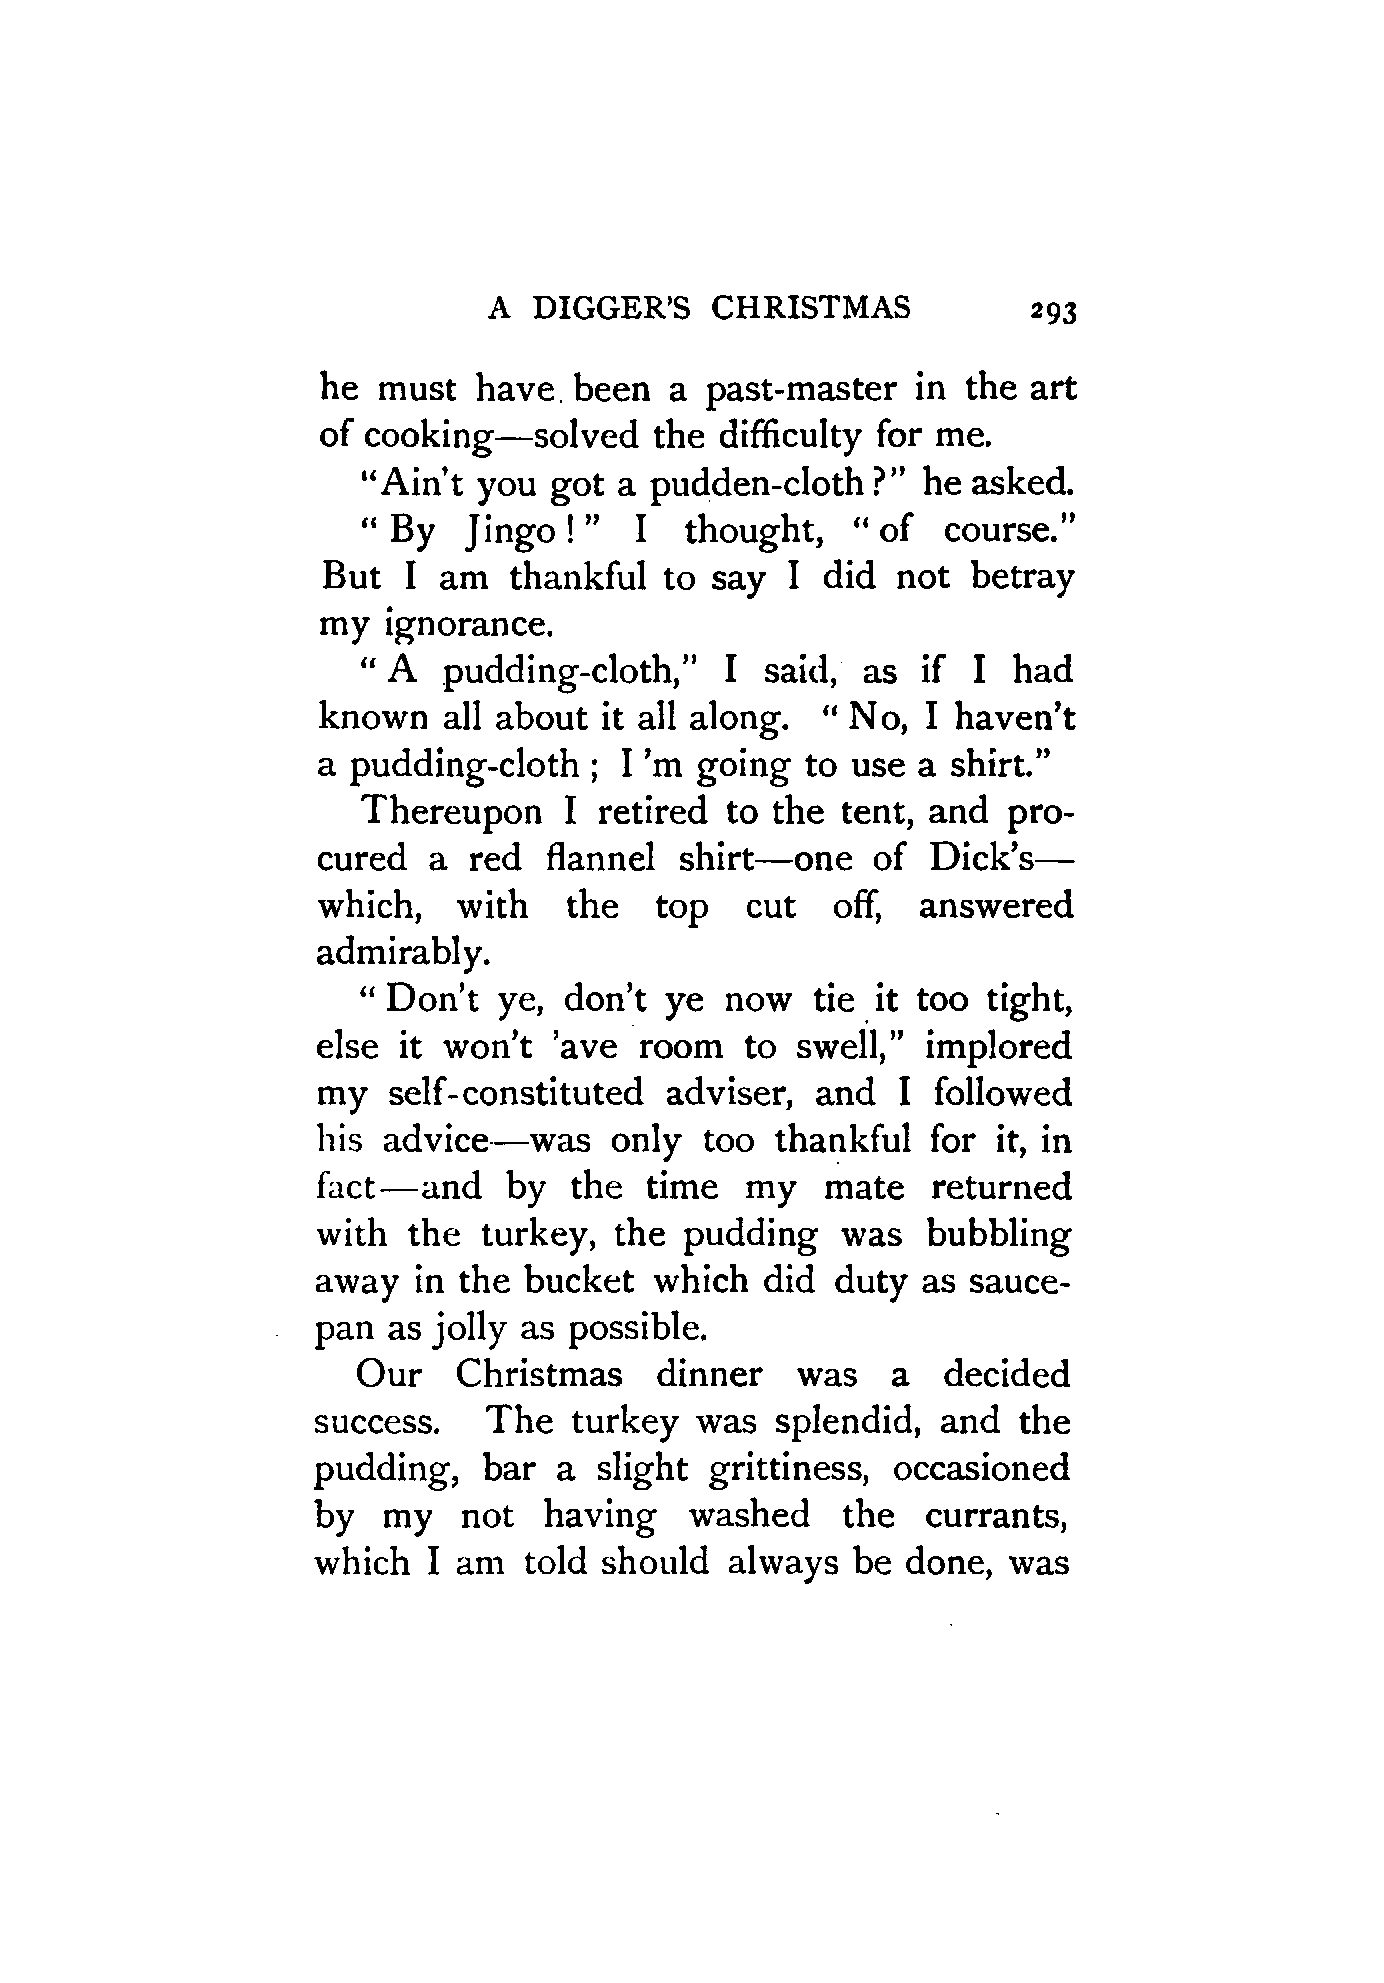 A DIGGER'S CHRISTMAS 293
he must have been a past-master in the art
of cooking—solved the difficulty for me.
"Ain't you got a pudden-cloth?" he asked.
"By Jingo!" I thought, "of course."
But I am thankful to say I did not betray
my ignorance.
"A pudding-cloth," I said, as if I had
known all about it all along. "No, I haven't
a pudding-cloth; I'm going to use a shirt."
Thereupon I retired to the tent, and pro-
cured a red flannel shirt—one of Dick's—
which, with the top cut off, answered
admirably.
"Don't ye, don't ye now tie it too tight,
else it won't 'ave room to swell," implored
my self-constituted adviser, and I followed
his advice—was only too thankful for it, in
fact—and by the time my mate returned
with the turkey, the pudding was bubbling
away in the bucket which did duty as sauce-
pan as jolly as possible.
Our Christmas dinner was a decided
success. The turkey was splendid, and the
pudding, bar a slight grittiness, occasioned
by my not having washed the currants,
which I am told should always be done, was